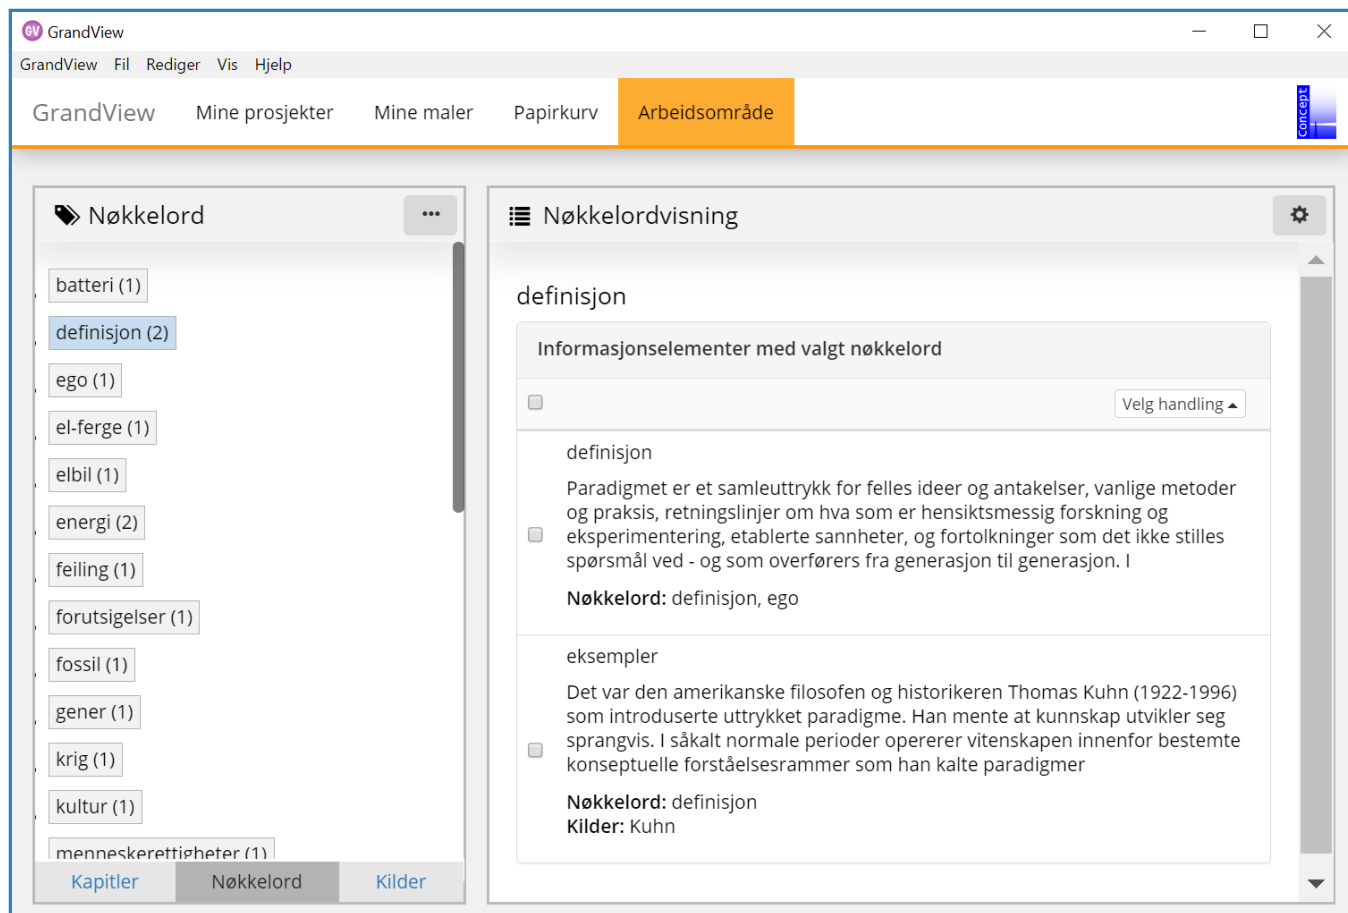 GV GrandView
GrandView Fil Rediger Vis Hjelp
GrandView Mine prosjekter Mine maler Papirkurv Arbeidsområde
concept
Nøkkelord
batteri (1)
definisjon (2)
ego (1)
el-ferge (1)
elbil (1)
energi (2)
feiling (1)
forutsigelser (1)
fossil (1)
gener (1)
krig (1)
kultur (1)
menneskerettigheter (1)
Kapitler Nøkkelord Kilder
Nøkkelordvisning
definisjon
Informasjonselementer med valgt nøkkelord
Velg handling
definisjon
Paradigmet er et samleuttrykk for felles ideer og antakelser, vanlige metoder
og praksis, retningslinjer om hva som er hensiktsmessig forskning og
eksperimentering, etablerte sannheter, og fortolkninger som det ikke stilles
spørsmål ved - og som overførers fra generasjon til generasjon. I
Nøkkelord: definisjon, ego
eksempler
Det var den amerikanske filosofen og historikeren Thomas Kuhn (1922-1996)
som introduserte uttrykket paradigme. Han mente at kunnskap utvikler seg
sprangvis. I såkalt normale perioder opererer vitenskapen innenfor bestemte
konseptuelle forståelsesrammer som han kalte paradigmer
Nøkkelord: definisjon
Kilder: Kuhn